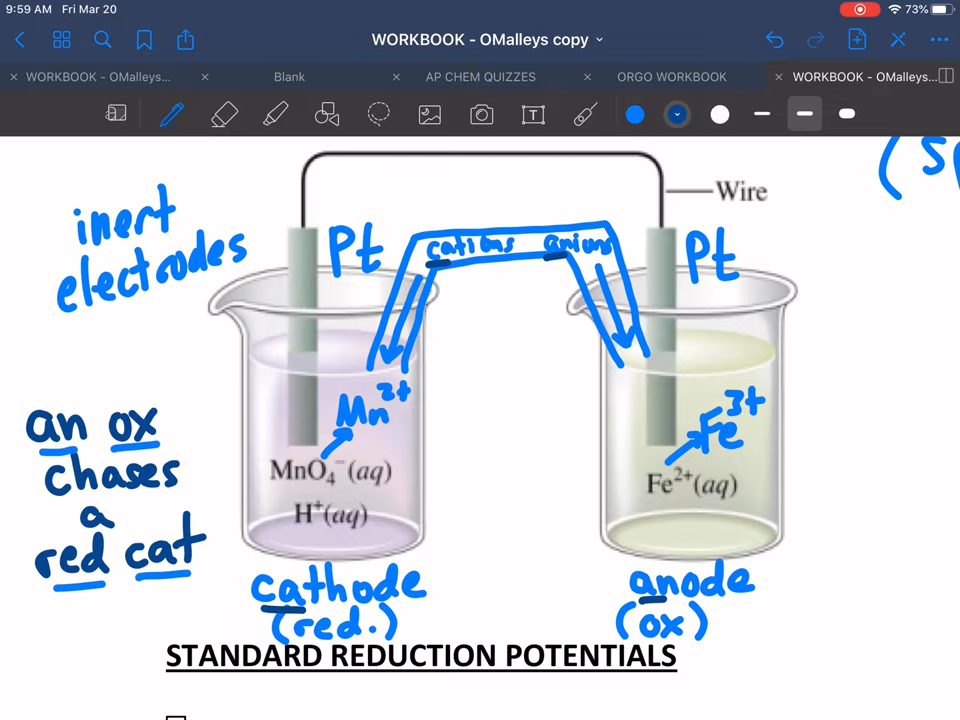 9:59 AM Fri Mar 20
73%
WORKBOOK - OMalleys copy
WORKBOOK - OMalleys...
Blank
AP CHEM QUIZZES
ORGO WORKBOOK
WORKBOOK - OMalleys...
(
Wire
inert
electrodes
Pt
cations anions
Pt
Mn²⁺
Fe³⁺
MnO₄⁻(aq)
H⁺(aq)
Fe²⁺(aq)
an ox
chases
a
red cat
cathode
(red.)
anode
(ox)
STANDARD REDUCTION POTENTIALS